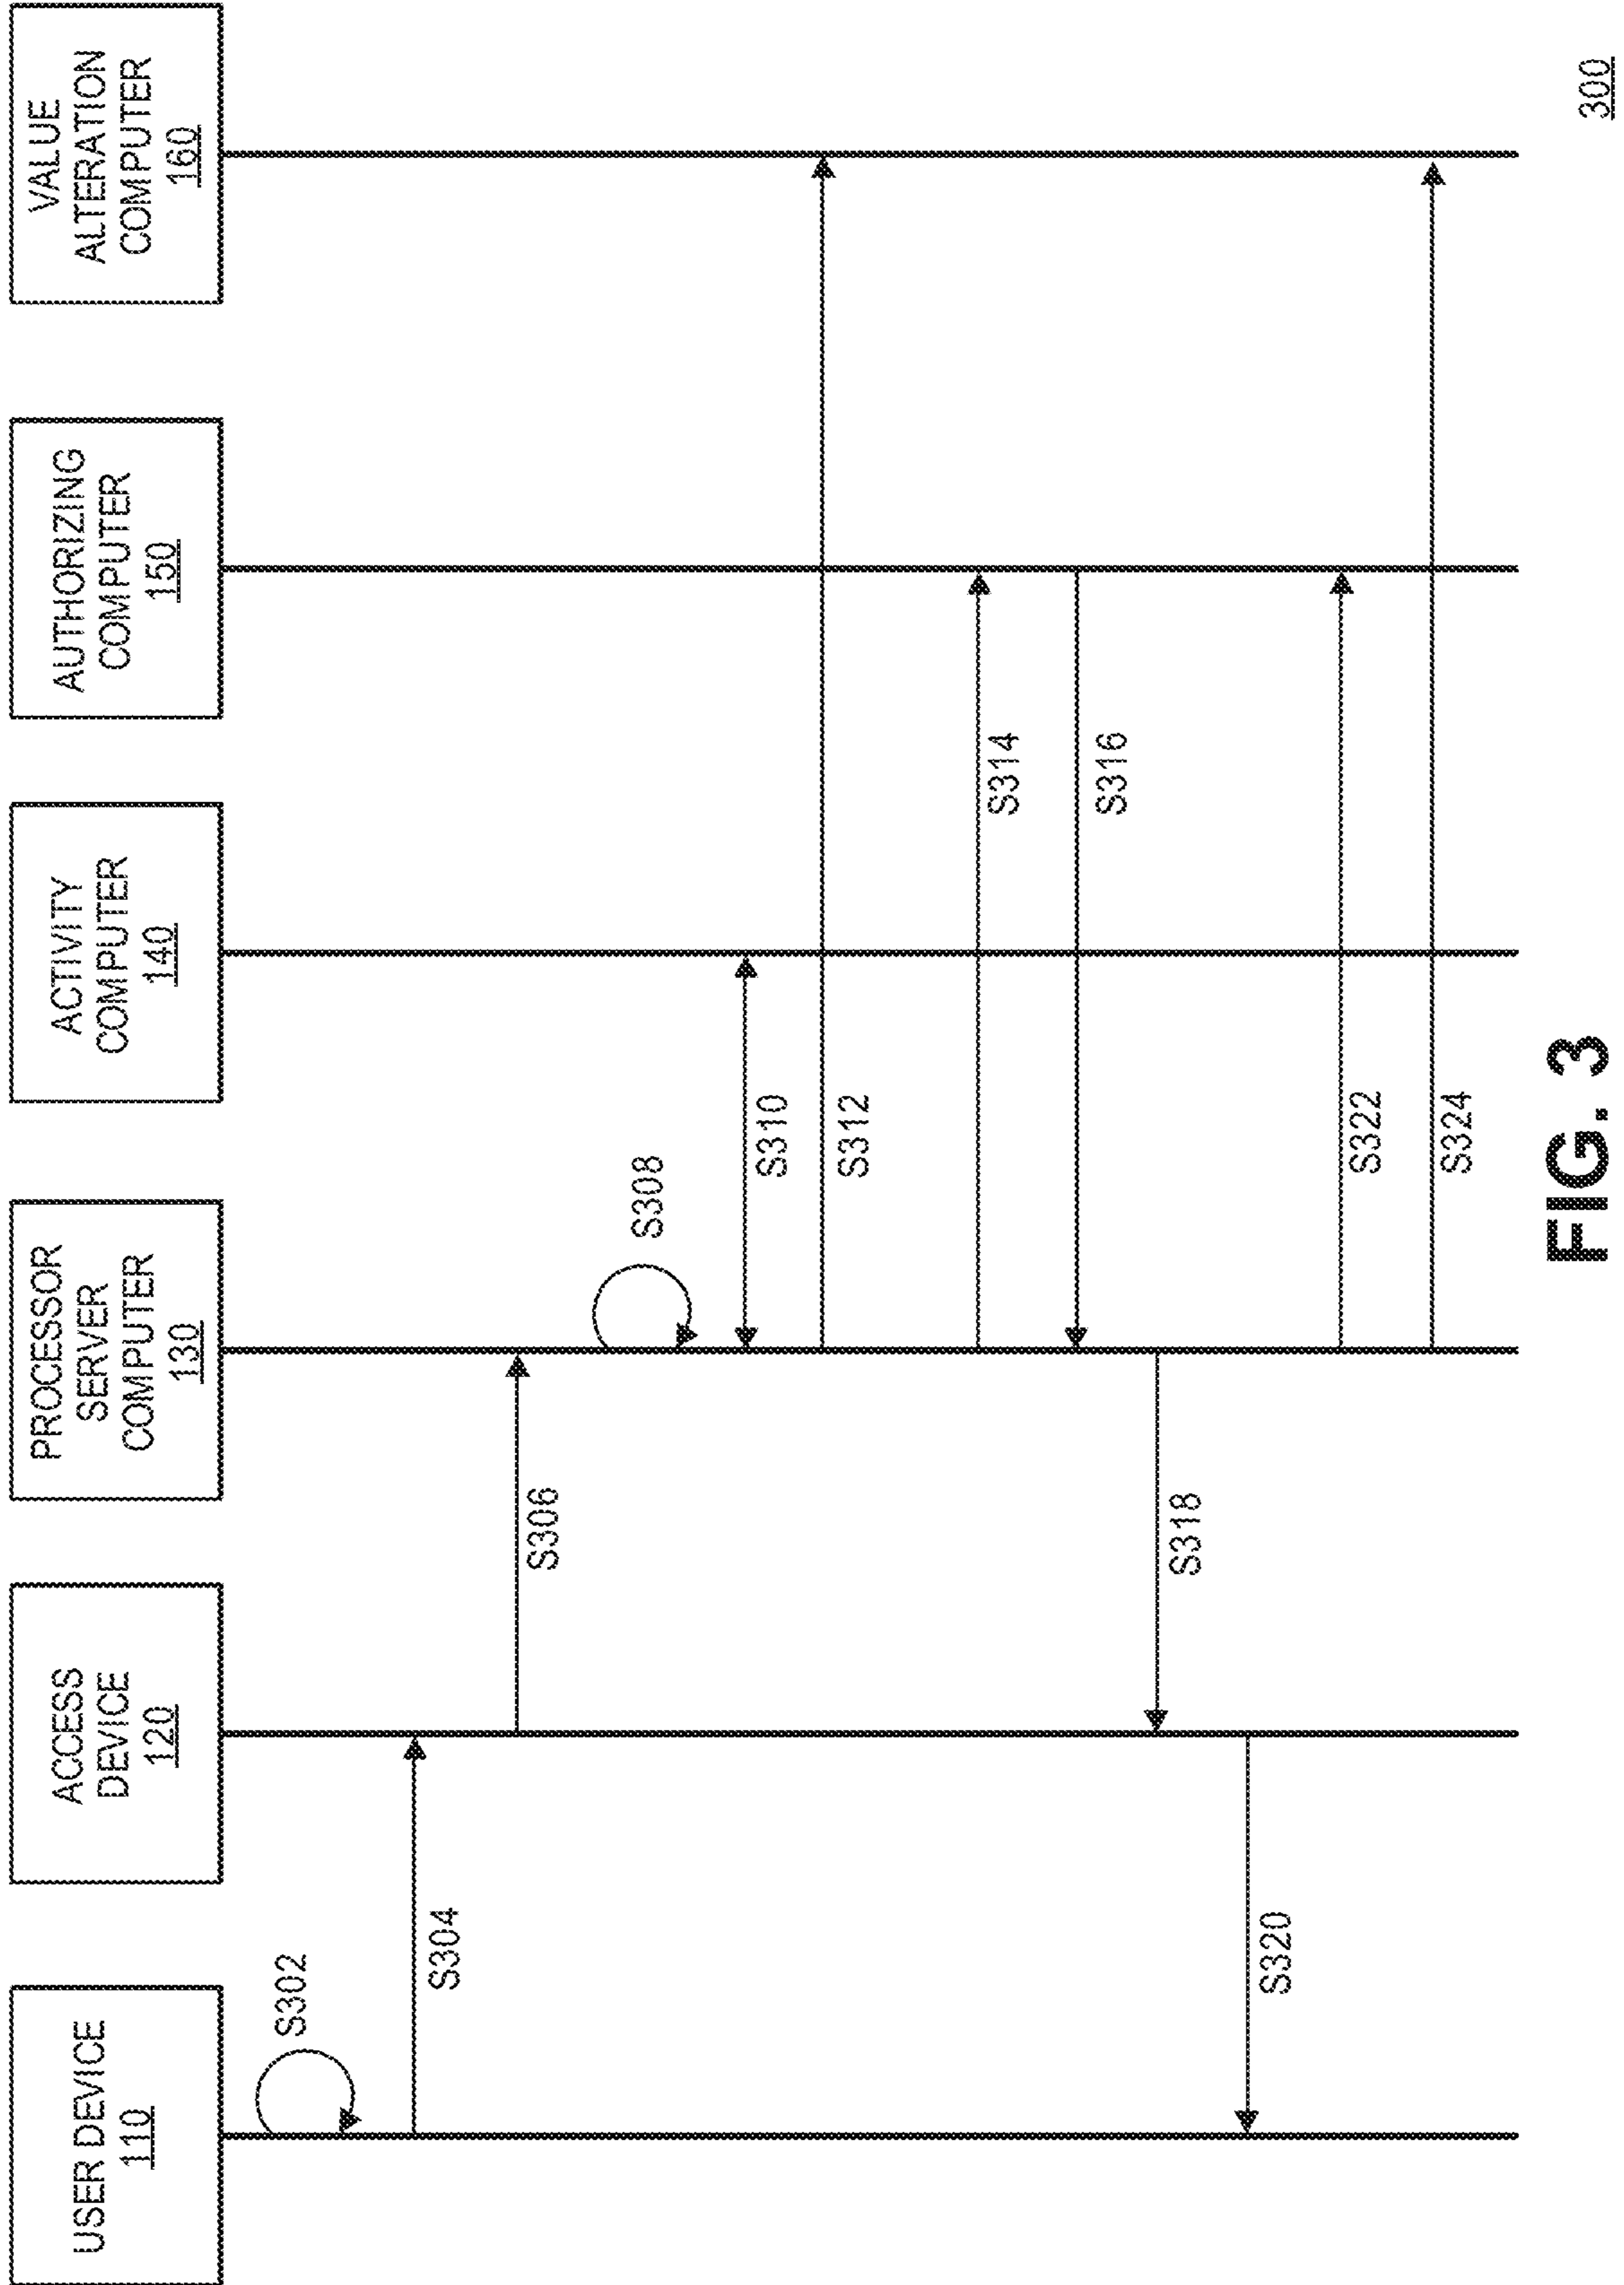 USER DEVICE
110
ACCESS
DEVICE
120
PROCESSOR
SERVER
COMPUTER
130
ACTIVITY
COMPUTER
140
AUTHORIZING
COMPUTER
150
VALUE
ALTERATION
COMPUTER
160
S302
S304
S306
S308
S310
S312
S314
S316
S318
S320
S322
S324
FIG. 3
300